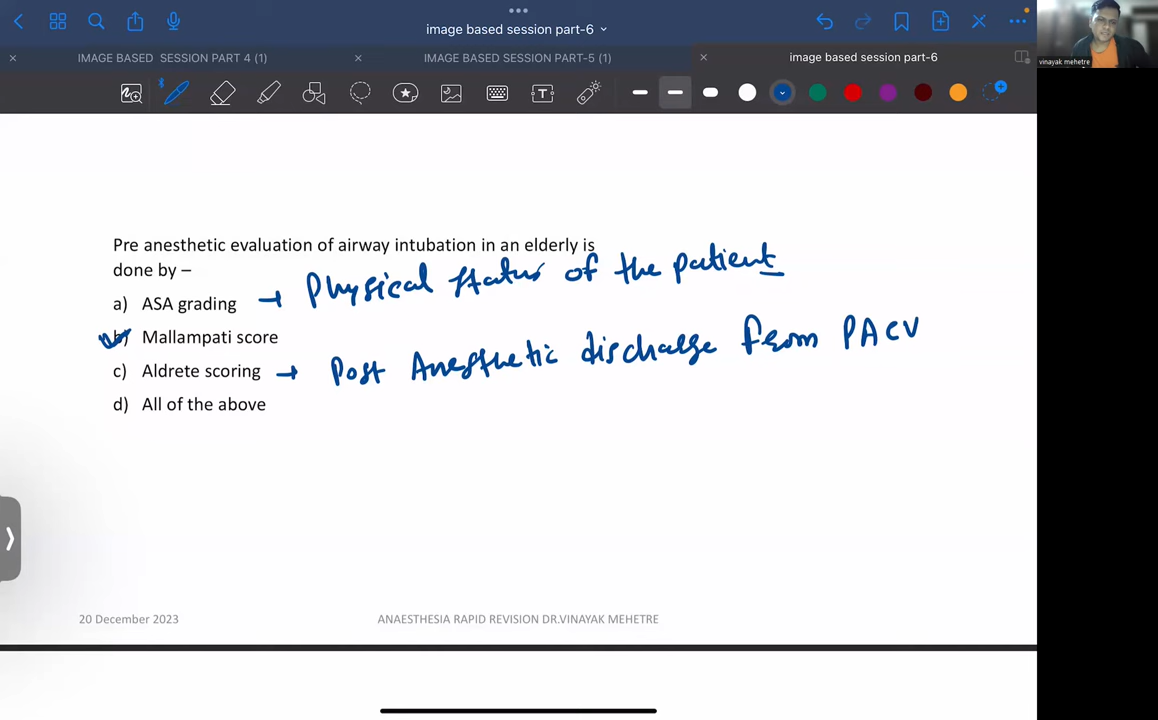 image based session part-6
IMAGE BASED SESSION PART 4 (1)
IMAGE BASED SESSION PART-5 (1)
image based session part-6
vinayak mehetre
Pre anesthetic evaluation of airway intubation in an elderly is
done by –
a) ASA grading → Physical status of the patient
b) Mallampati score
c) Aldrete scoring → Post Anesthetic discharge from PACU
d) All of the above
20 December 2023
ANAESTHESIA RAPID REVISION DR.VINAYAK MEHETRE